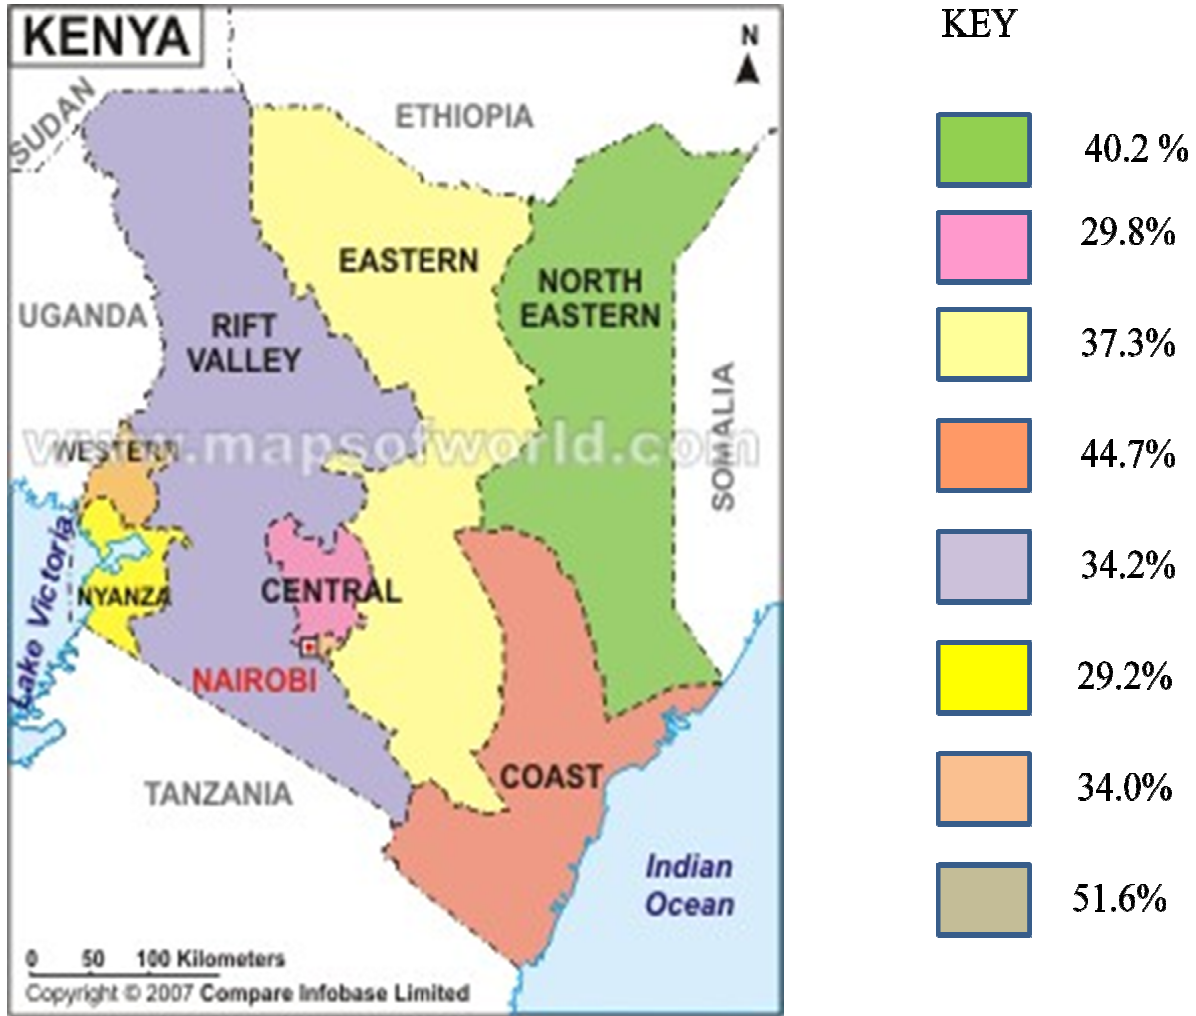 KENYA
KEY
N
SUDAN
ETHIOPIA
40.2 %
29.8%
EASTERN
NORTH
EASTERN
UGANDA
RIFT
VALLEY
37.3%
SOMALIA
WESTERN
www.mapsofworld.com
44.7%
Lake Victoria
34.2%
NYANZA
CENTRAL
NAIROBI
29.2%
TANZANIA
COAST
34.0%
Indian
Ocean
51.6%
0 50 100 Kilometers
Copyright © 2007 Compare Infobase Limited